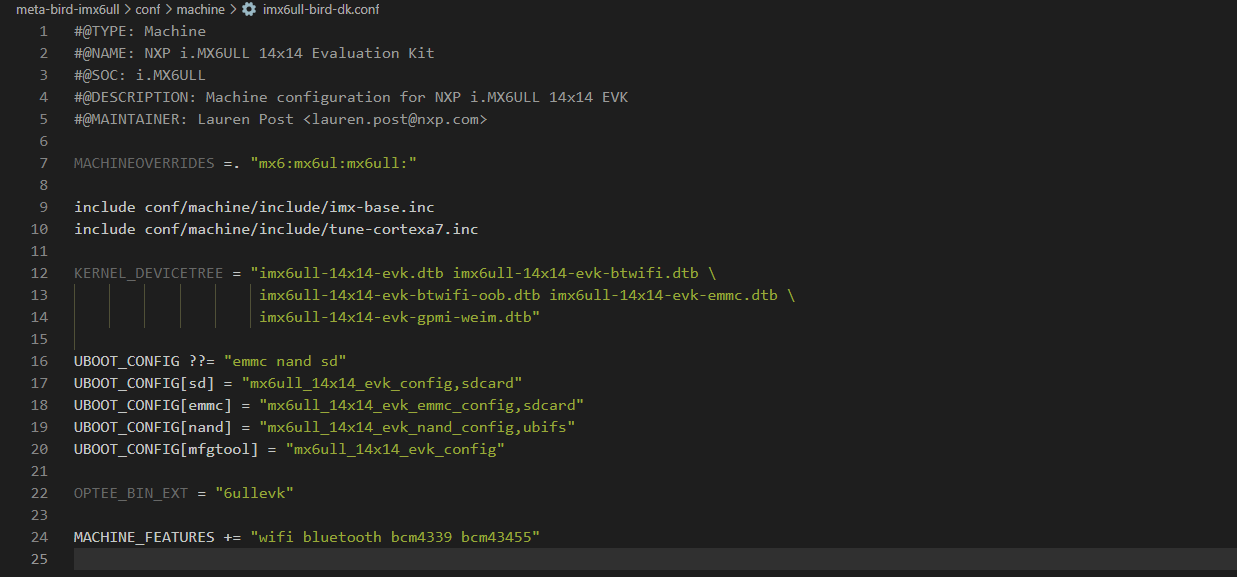 meta-bird-imx6ull > conf > machine > imx6ull-bird-dk.conf
1 #@TYPE: Machine
2 #@NAME: NXP i.MX6ULL 14x14 Evaluation Kit
3 #@SOC: i.MX6ULL
4 #@DESCRIPTION: Machine configuration for NXP i.MX6ULL 14x14 EVK
5 #@MAINTAINER: Lauren Post <lauren.post@nxp.com>
6
7 MACHINEOVERRIDES =. "mx6:mx6ul:mx6ull:"
8
9 include conf/machine/include/imx-base.inc
10 include conf/machine/include/tune-cortexa7.inc
11
12 KERNEL_DEVICETREE = "imx6ull-14x14-evk.dtb imx6ull-14x14-evk-btwifi.dtb \
13 imx6ull-14x14-evk-btwifi-oob.dtb imx6ull-14x14-evk-emmc.dtb \
14 imx6ull-14x14-evk-gpmi-weim.dtb"
15
16 UBOOT_CONFIG ??= "emmc nand sd"
17 UBOOT_CONFIG[sd] = "mx6ull_14x14_evk_config,sdcard"
18 UBOOT_CONFIG[emmc] = "mx6ull_14x14_evk_emmc_config,sdcard"
19 UBOOT_CONFIG[nand] = "mx6ull_14x14_evk_nand_config,ubifs"
20 UBOOT_CONFIG[mfgtool] = "mx6ull_14x14_evk_config"
21
22 OPTEE_BIN_EXT = "6ullevk"
23
24 MACHINE_FEATURES += "wifi bluetooth bcm4339 bcm43455"
25